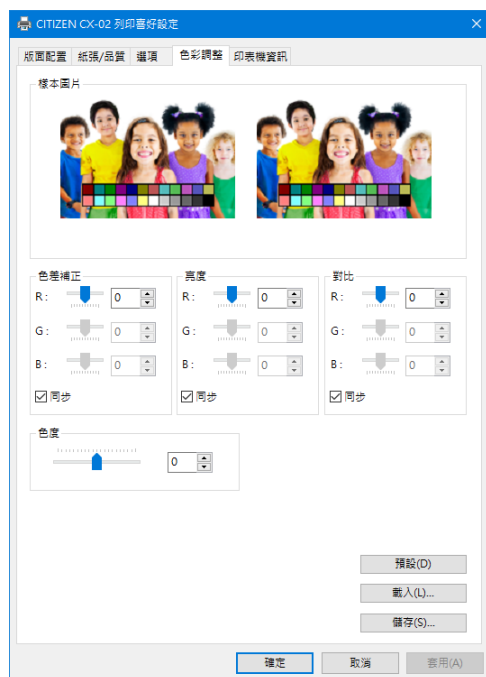 CITIZEN CX-02 列印喜好設定
版面配置 紙張/品質 選項 色彩調整 印表機資訊
樣本圖片
色差補正 亮度 對比
R: 0 R: 0 R: 0
G: 0 G: 0 G: 0
B: 0 B: 0 B: 0
同步 同步 同步
色度
0
預設(D)
載入(L)...
儲存(S)...
確定 取消 套用(A)